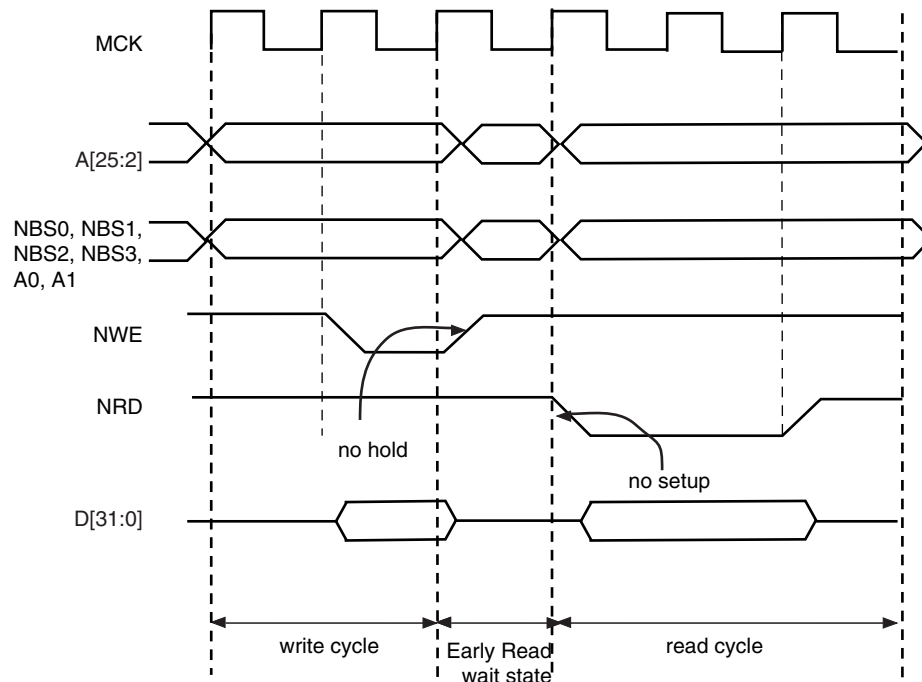 MCK
A[25:2]
NBS0, NBS1,
NBS2, NBS3,
A0, A1
NWE
NRD
no hold
no setup
D[31:0]
write cycle
Early Read
wait state
read cycle